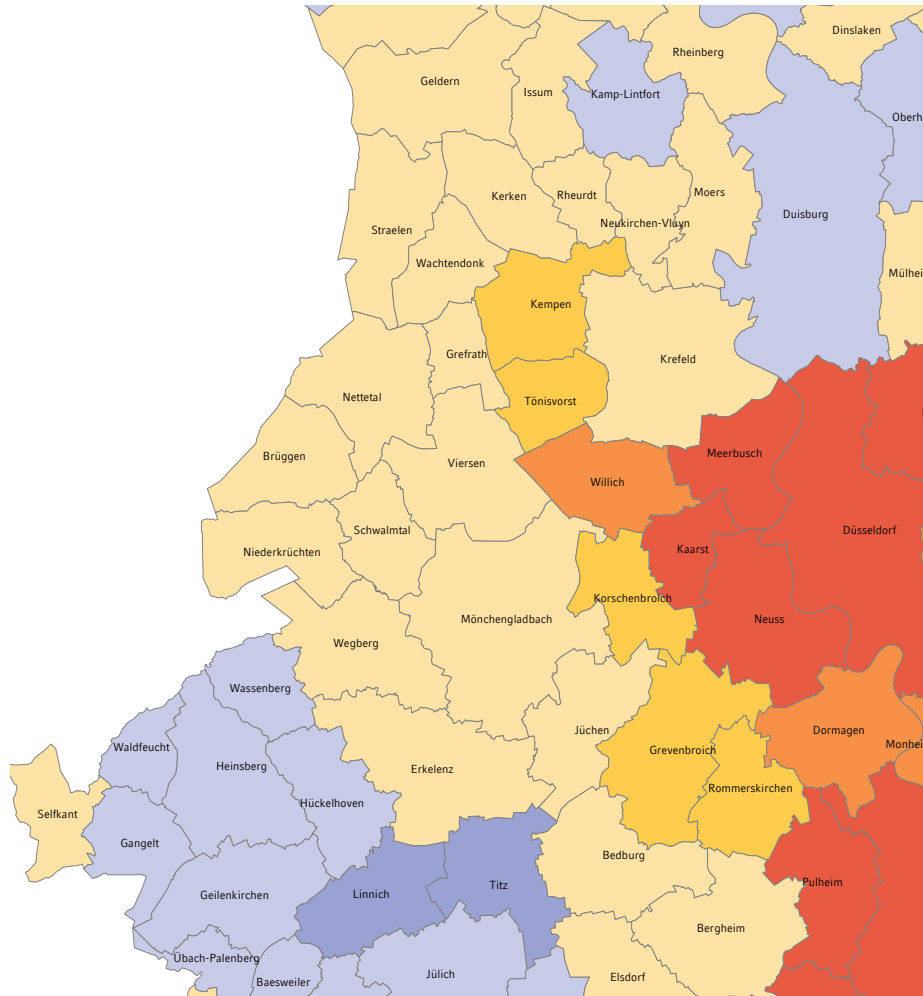 Dinslaken
Rheinberg
Geldern
Issum
Kamp-Lintfort
Oberh
Moers
Kerken
Rheurdt
Duisburg
Neukirchen-Vluyn
Straelen
Wachtendonk
Mülhei
Kempen
Grefrath
Krefeld
Nettetal
Tönisvorst
Meerbusch
Brüggen
Viersen
Willich
Schwalmtal
Düsseldorf
Niederkrüchten
Kaarst
Korschenbroich
Mönchengladbach
Neuss
Wegberg
Wassenberg
Jüchen
Dormagen
Waldfeucht
Monhei
Grevenbroich
Heinsberg
Erkelenz
Rommerskirchen
Hückelhoven
Selfkant
Gangelt
Bedburg
Pulheim
Titz
Geilenkirchen
Linnich
Bergheim
Übach-Palenberg
Jülich
Elsdorf
Baesweiler